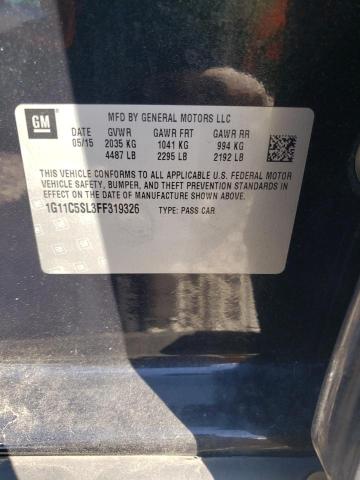 GM
MFD BY GENERAL MOTORS LLC
DATE GVWR GAWR FRT GAWR RR
05/15 2035 KG 1041 KG 994 KG
4487 LB 2295 LB 2192 LB
THIS VEHICLE CONFORMS TO ALL APPLICABLE U.S. FEDERAL MOTOR
VEHICLE SAFETY, BUMPER, AND THEFT PREVENTION STANDARDS
IN EFFECT ON THE DATE OF MANUFACTURE SHOWN ABOVE.
1G11C5SL3FF319326 TYPE: PASS CAR